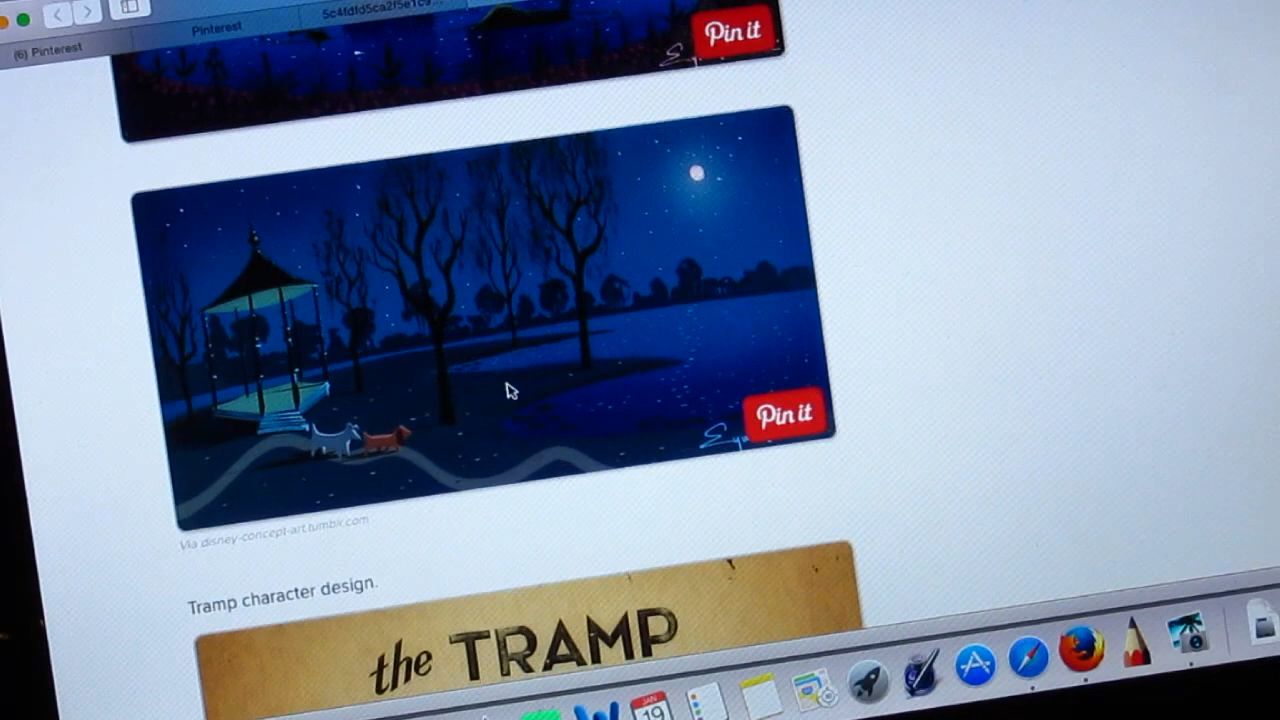 (6) Pinterest
Pinterest
5c4fdfd5ca2f5e1c9...
Pin it
Pin it
Via disney-concept-art.tumblr.com
Tramp character design.
the TRAMP
JAN
19